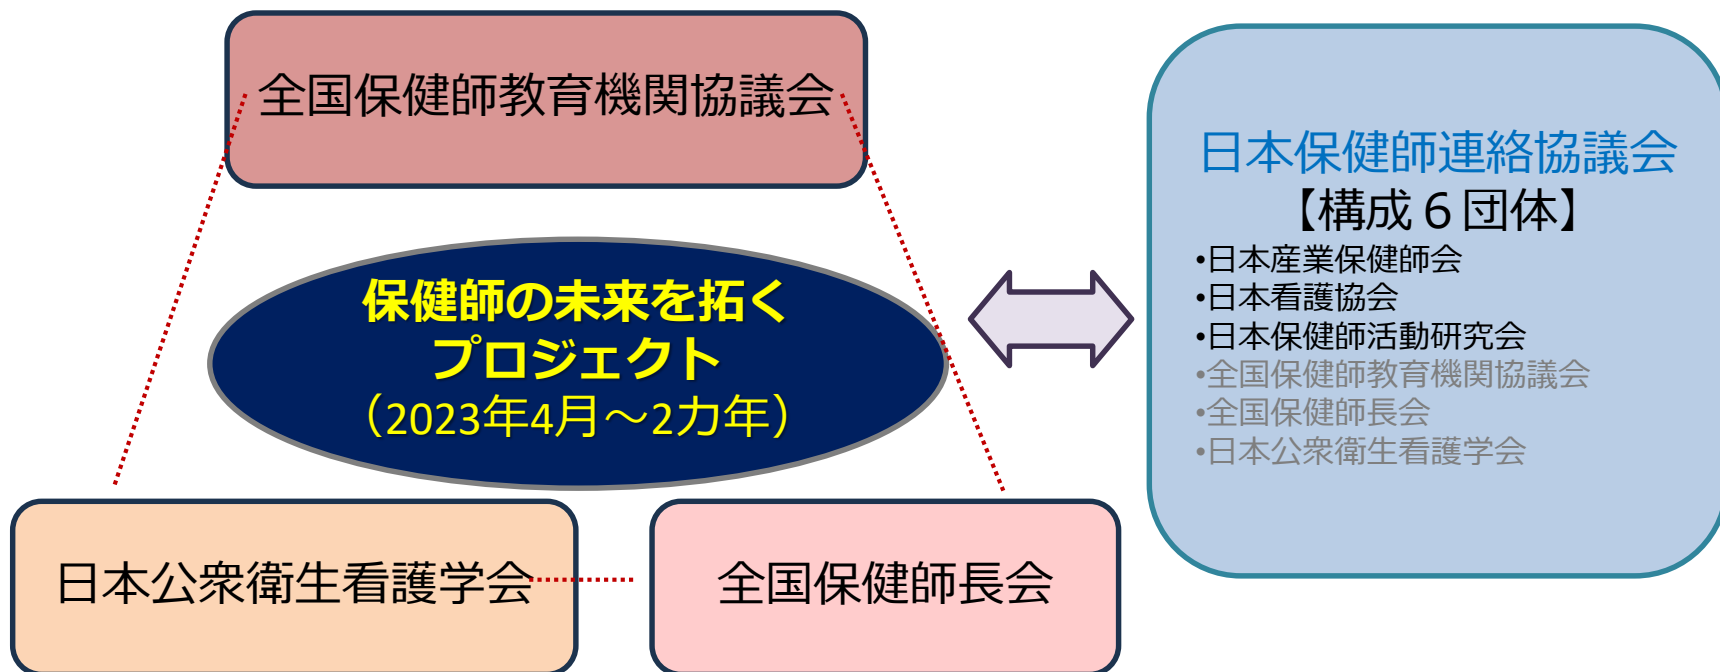 全国保健師教育機関協議会
保健師の未来を拓く
プロジェクト
（2023年4月～2力年）
日本公衆衛生看護学会
全国保健師長会
日本保健師連絡協議会
【構成６団体】
•日本産業保健師会
•日本看護協会
•日本保健師活動研究会
•全国保健師教育機関協議会
•全国保健師長会
•日本公衆衛生看護学会